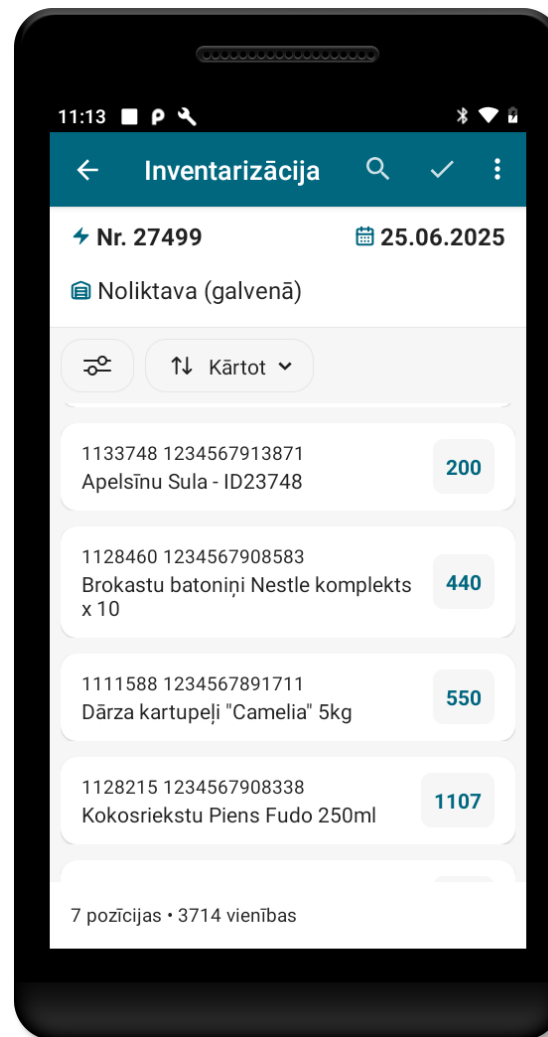 11:13
Inventarizācija
Nr. 27499 25.06.2025
Noliktava (galvenā)
Kārtot
1133748 1234567913871
Apelsīnu Sula - ID23748
200
1128460 1234567908583
Brokastu batoniņi Nestle komplekts
x 10
440
1111588 1234567891711
Dārza kartupeļi "Camelia" 5kg
550
1128215 1234567908338
Kokosriekstu Piens Fudo 250ml
1107
7 pozīcijas • 3714 vienības